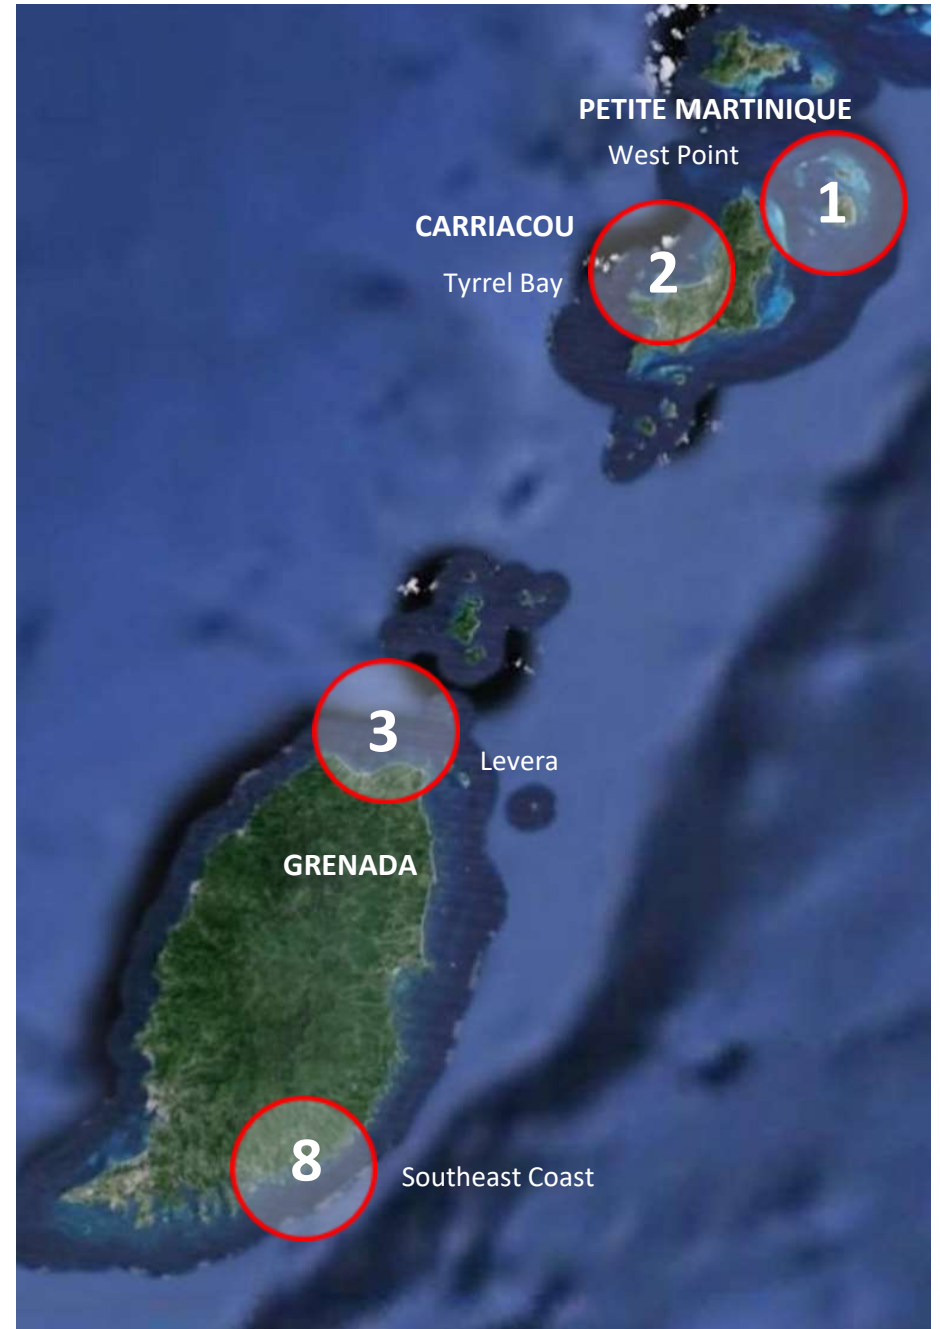 PETITE MARTINIQUE
West Point
1
CARRIACOU
2
Tyrrel Bay
3
Levera
GRENADA
8
Southeast Coast